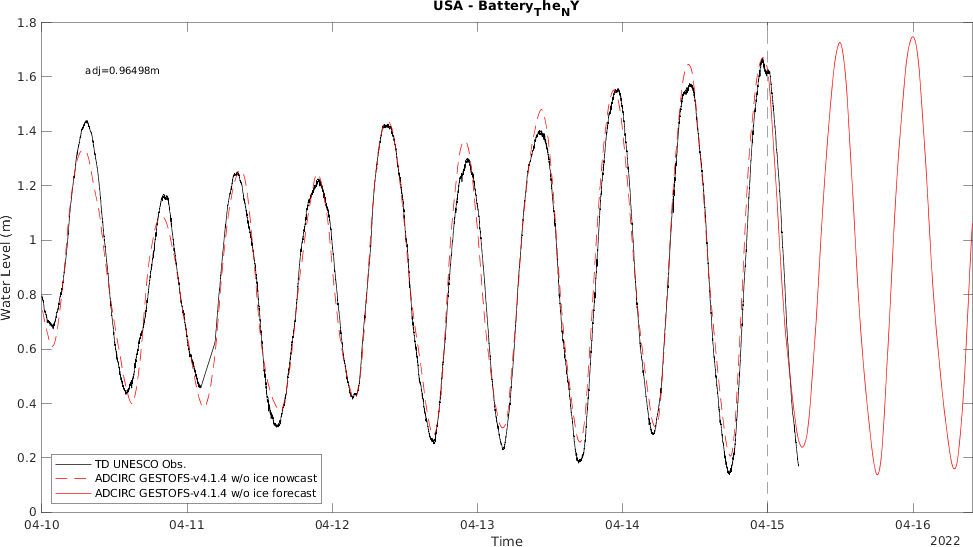 USA - Battery_The_NY
1.8
1.6
1.4
1.2
1
0.8
0.6
0.4
0.2
0
Water Level (m)
adj=0.96498m
TD UNESCO Obs.
ADCIRC GESTOFS-v4.1.4 w/o ice nowcast
ADCIRC GESTOFS-v4.1.4 w/o ice forecast
04-10 04-11 04-12 04-13 04-14 04-15 04-16
Time
2022